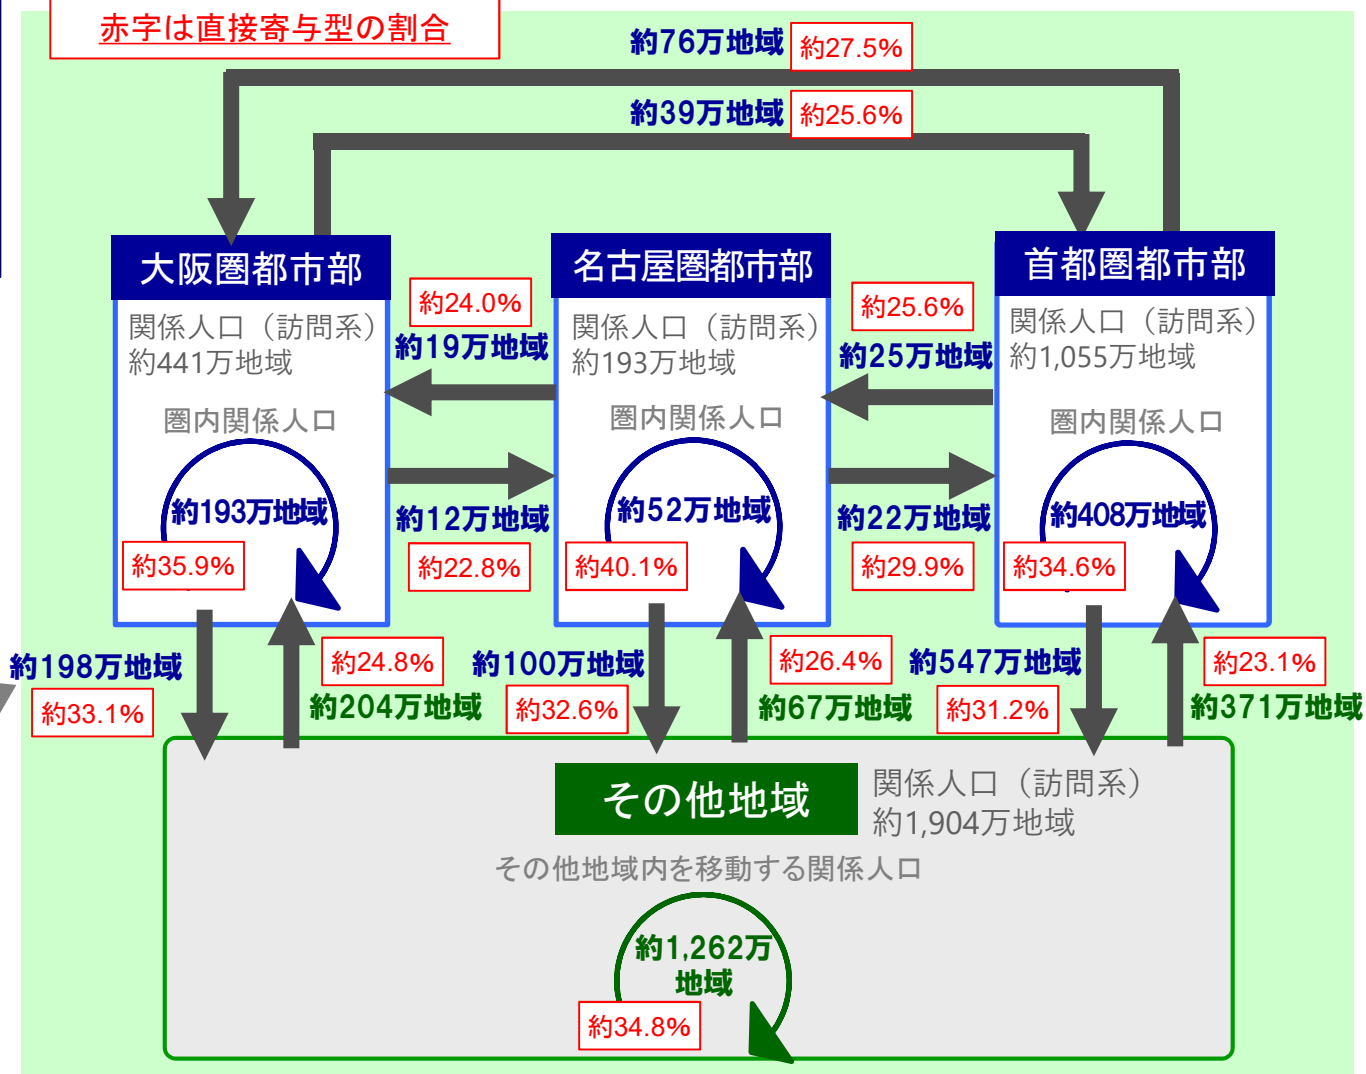 赤字は直接寄与型の割合
約76万地域 約27.5%
約39万地域 約25.6%
大阪圏都市部
関係人口（訪問系）
約441万地域
圏内関係人口
約193万地域
約35.9%
約24.0%
約19万地域
約12万地域
約22.8%
名古屋圏都市部
関係人口（訪問系）
約193万地域
圏内関係人口
約52万地域
約40.1%
約25.6%
約25万地域
約22万地域
約29.9%
首都圏都市部
関係人口（訪問系）
約1,055万地域
圏内関係人口
約408万地域
約34.6%
約198万地域
約33.1%
約24.8%
約204万地域
約100万地域
約32.6%
約26.4%
約67万地域
約547万地域
約31.2%
約23.1%
約371万地域
その他地域
関係人口（訪問系）
約1,904万地域
その他地域内を移動する関係人口
約1,262万
地域
約34.8%